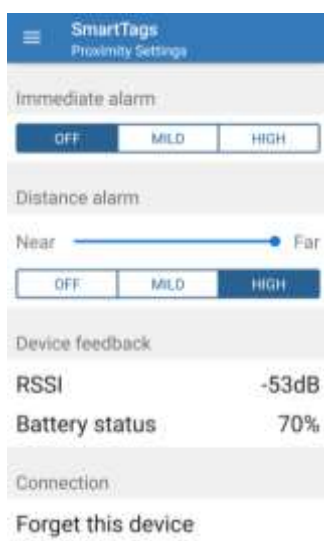 SmartTags
Proximity Settings
Immediate alarm
OFF MILD HIGH
Distance alarm
Near Far
OFF MILD HIGH
Device feedback
RSSI -53dB
Battery status 70%
Connection
Forget this device